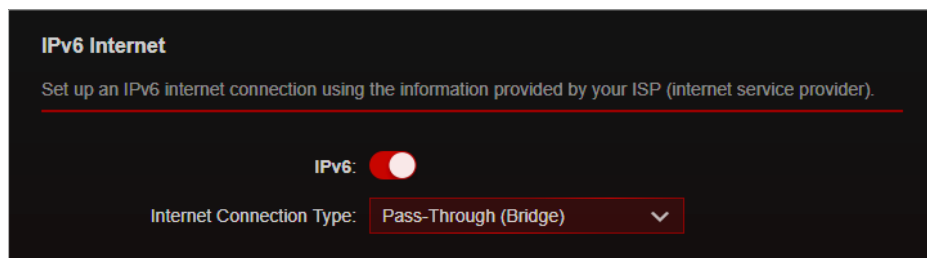 IPv6 Internet
Set up an IPv6 internet connection using the information provided by your ISP (internet service provider).
IPv6:
Internet Connection Type: Pass-Through (Bridge)